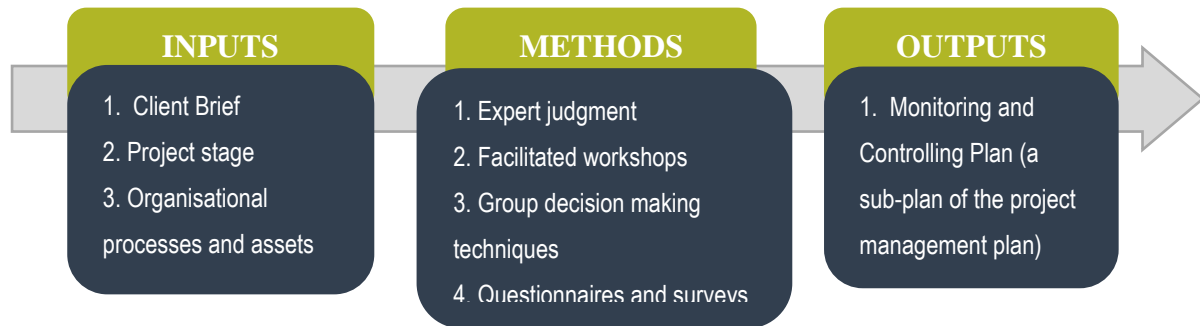 INPUTS
1. Client Brief
2. Project stage
3. Organisational
processes and assets
METHODS
1. Expert judgment
2. Facilitated workshops
3. Group decision making
techniques
4. Questionnaires and surveys
OUTPUTS
1. Monitoring and
Controlling Plan (a
sub-plan of the project
management plan)